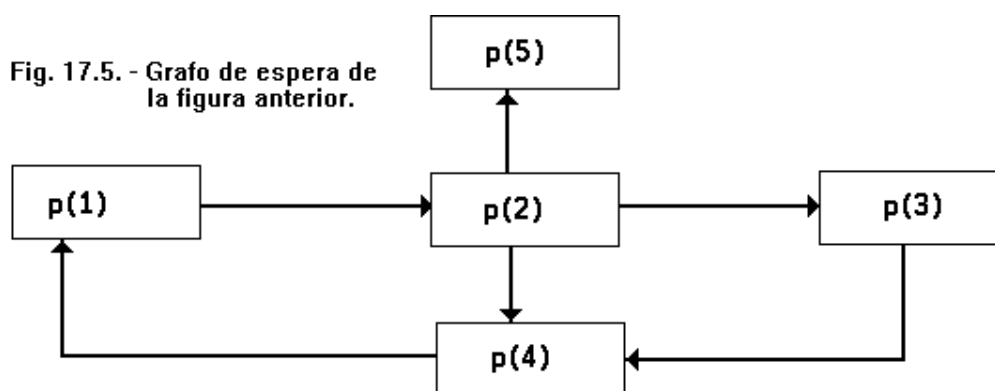 p(5)
Fig. 17.5. - Grafo de espera de
la figura anterior.
p(1)
p(2)
p(3)
p(4)